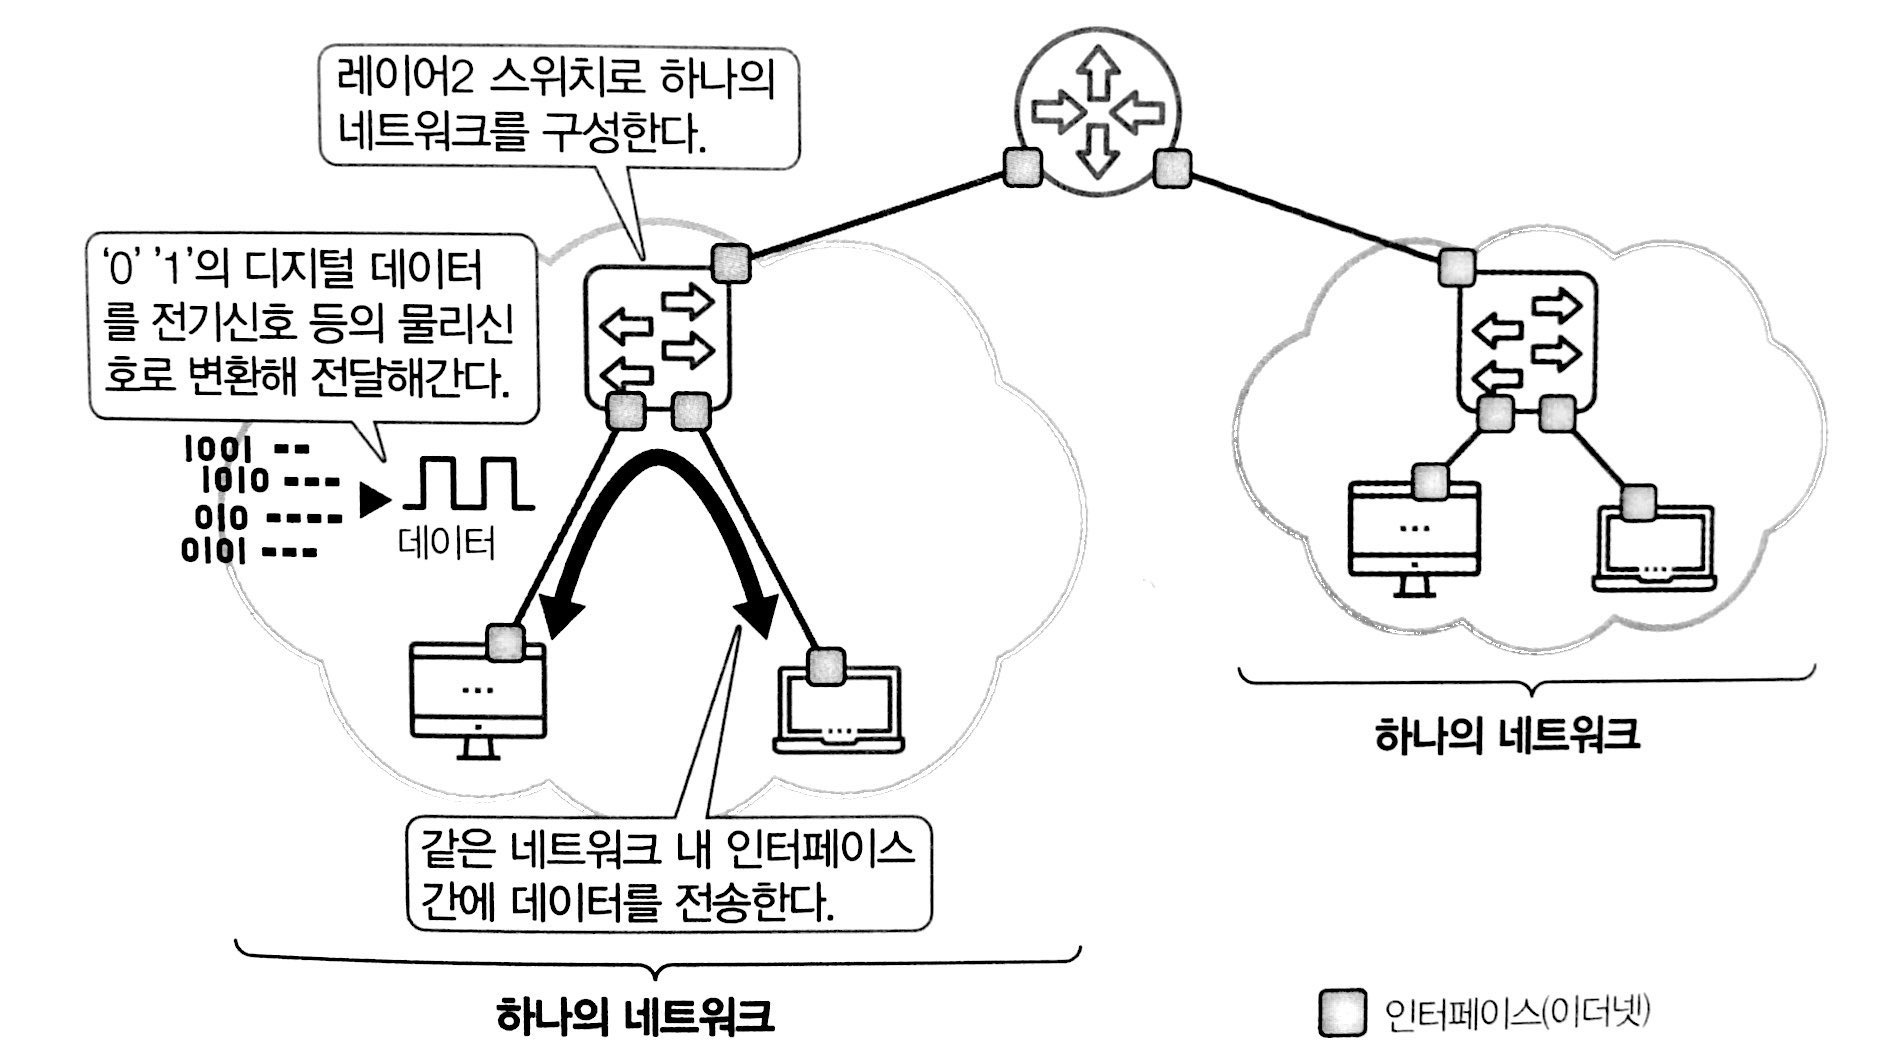 레이어2 스위치로 하나의
네트워크를 구성한다.
‘0’ ’1’의 디지털 데이터
를 전기신호 등의 물리신
호로 변환해 전달해간다.
1001
1010
010
0101
데이터
같은 네트워크 내 인터페이스
간에 데이터를 전송한다.
하나의 네트워크
하나의 네트워크
인터페이스(이더넷)